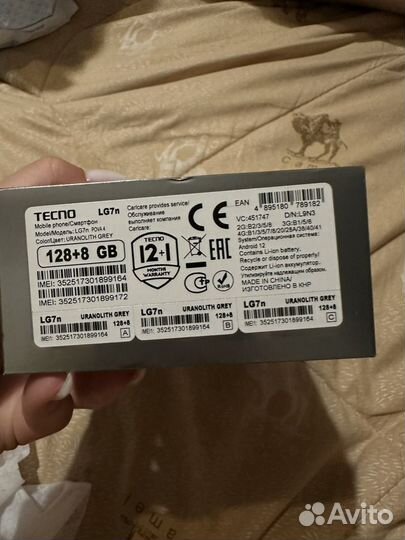 TECNO LG7n
Mobile phone/Смартфон
Model/Модель: LG7n POVA 4
Color/Цвет: URANOLITH GREY
128+8 GB
IMEI: 352517301899164
IMEI: 352517301899172
Carlcare provides service/
Обслуживание
выполняет компания
Carlcare:
TECNO
12+1
MONTHS WARRANTY
EAC
EAN
4 895180 789182
VC:451747 D/N:L9N3
2G:B2/3/5/8 3G:B1/5/8
4G:B1/3/5/7/8/20/28A/38/40/41
System/Операционная система:
Android 12
Contains Li-ion battery.
Recycle or dispose of properly/
Содержит Li-ion аккумулятор.
Утилизируйте надлежащим образом.
MADE IN CHINA/
ИЗГОТОВЛЕНО В КНР
LG7n URANOLITH GREY
128+8
IMEI: 352517301899164 A
LG7n URANOLITH GREY
128+8
IMEI: 352517301899164 B
LG7n URANOLITH GREY
128+8
IMEI: 352517301899164 C
Avito